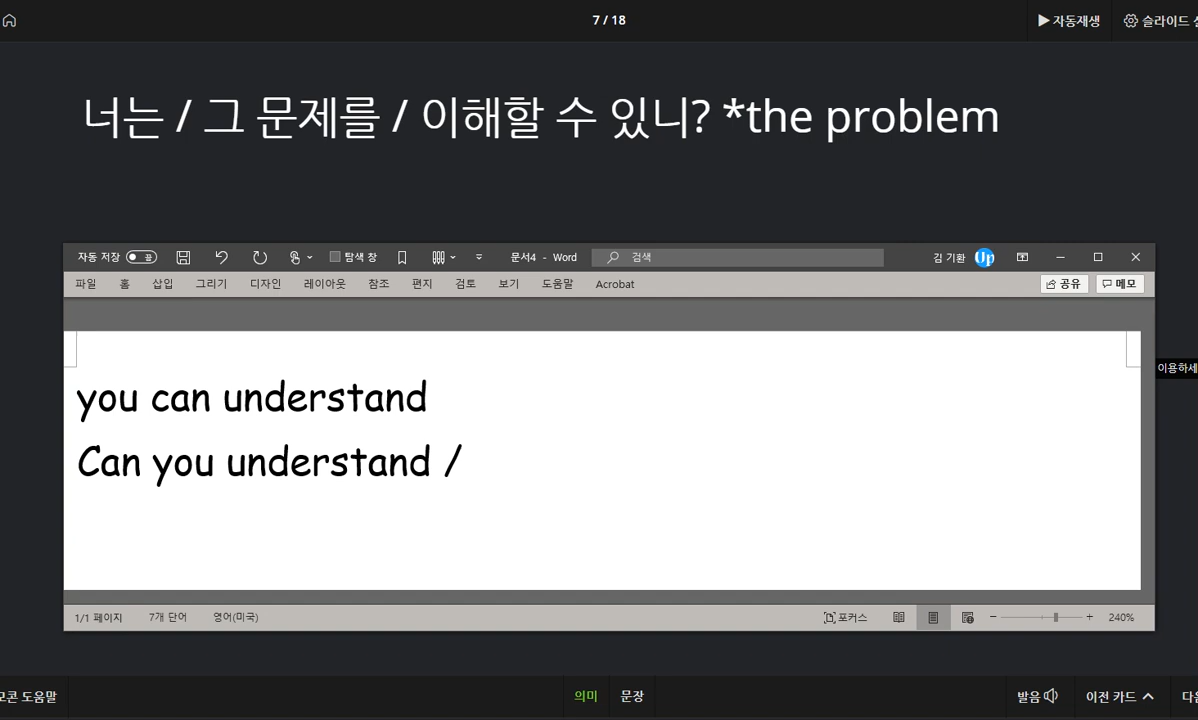 7 / 18
자동재생
슬라이드
너는 / 그 문제를 / 이해할 수 있니? *the problem
자동 저장 끔 탐색 창 문서4 - Word 검색 김 기환 Up
파일 홈 삽입 그리기 디자인 레이아웃 참조 편지 검토 보기 도움말 Acrobat 공유 메모
you can understand
Can you understand /
이용하세
1/1 페이지 7개 단어 영어(미국) 포커스 240%
도움말 의미 문장 발음 이전 카드